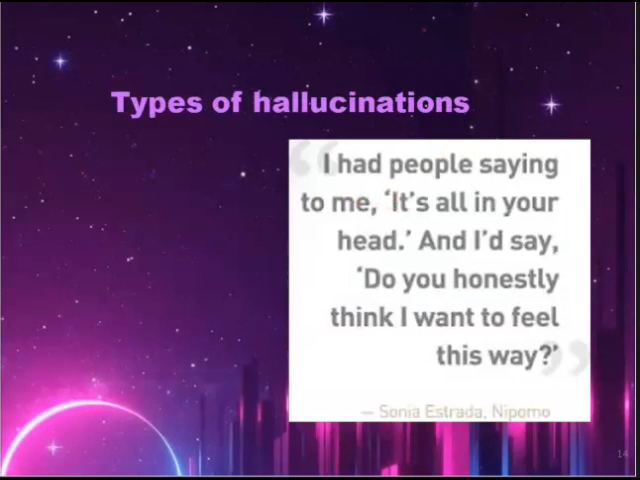 Types of hallucinations
“I had people saying
to me, ‘It’s all in your
head.’ And I’d say,
‘Do you honestly
think I want to feel
this way?’”
— Sonia Estrada, Nipomo
14